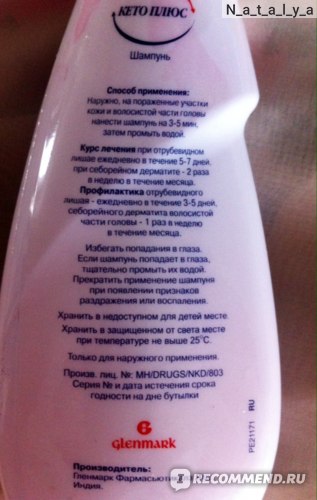 N_a_t_a_l_y_a
КЕТО ПЛЮС
Шампунь
Способ применения:
Наружно, на пораженные участки
кожи и волосистой части головы
нанести шампунь на 3-5 мин,
затем промыть водой.
Курс лечения при отрубевидном
лишае ежедневно в течение 5-7 дней,
при себорейном дерматите - 2 раза
в неделю в течение месяца.
Профилактика отрубевидного
лишая - ежедневно в течение 3-5 дней,
себорейного дерматита волосистой
части головы - 1 раз в неделю
в течение месяца.
Избегать попадания в глаза.
Если шампунь попадает в глаза,
тщательно промыть их водой.
Прекратить применение шампуня
при появлении признаков
раздражения или воспаления.
Хранить в недоступном для детей месте.
Хранить в защищенном от света месте
при температуре не выше 25°C.
Только для наружного применения.
Произв. лиц. №: MH/DRUGS/NKD/803
Серия № и дата истечения срока
годности на дне бутылки
PE21171 RU
G
Glenmark
Производитель:
Гленмарк Фармасьютикалз
Индия.
RECOMMEND.RU